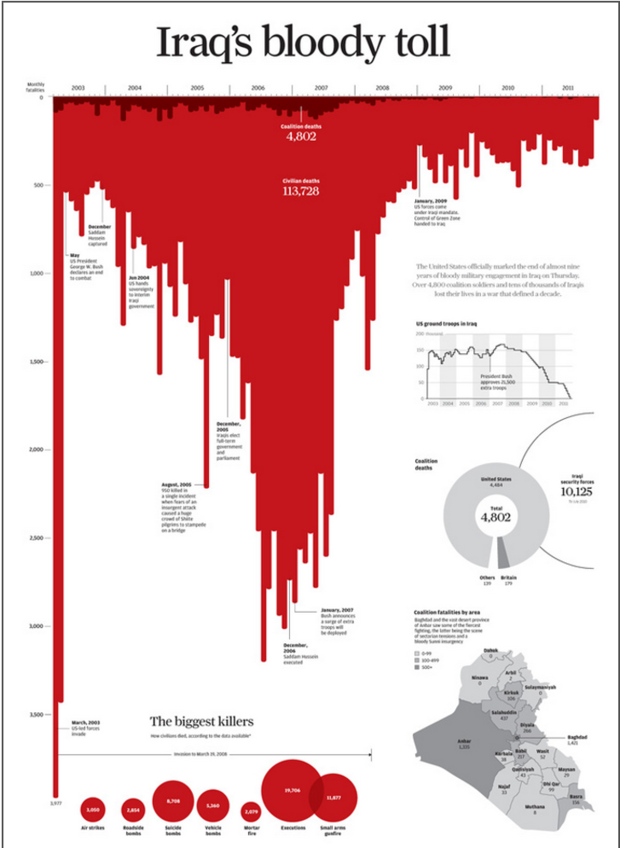 Iraq's bloody toll
Monthly
fatalities
2003 2004 2005 2006 2007 2008 2009 2010 2011
0
500
1,000
1,500
2,000
2,500
3,000
3,500
3,977
Coalition deaths
4,802
Civilian deaths
113,728
May
US President
George W. Bush
declares an end
to combat
December
Saddam
Hussein
captured
Jun 2004
US hands
sovereignty
to interim
Iraqi
government
August, 2005
950 killed in
a single incident
when fears of an
insurgent attack
caused a huge
crowd of Shiite
pilgrims to stampede
on a bridge
December,
2005
Iraqis elect
full-term
government
and
parliament
December,
2006
Saddam Hussein
executed
January, 2007
Bush announces
a surge of extra
troops will
be deployed
January, 2009
US forces come
under Iraqi mandate.
Control of Green Zone
handed to Iraq
March, 2003
US-led forces
invade
The United States officially marked the end of almost nine
years of bloody military engagement in Iraq on Thursday.
Over 4,800 coalition soldiers and tens of thousands of Iraqis
lost their lives in a war that defined a decade.
US ground troops in Iraq
200 thousand
150
100
50
0
President Bush
approves 21,500
extra troops
2003 2004 2005 2006 2007 2008 2009 2010 2011
Coalition
deaths
United States
4,484
Total
4,802
Others
139
Britain
179
Iraqi
security forces
10,125
Coalition fatalities by area
Baghdad and the vast desert province
of Anbar saw some of the fiercest
fighting, the latter being the scene
of sectarian tensions and a
bloody Sunni insurgency
0-99
100-499
500+
Dahuk
0
Ninawa
Arbil
2
Sulaymaniyah
0
Kirkuk
Salahuddin
437
Diyala
Baghdad
Anbar
Karbala
Babil
Wasit
52
Qadisiyah
Maysan
29
Najaf
Thi-Qar
99
Muthana
8
Basra
The biggest killers
How civilians died, according to the data available*
Invasion to March 19, 2008
Air strikes
Roadside
bombs
2,854
Suicide
bombs
8,708
Vehicle
bombs
5,360
Mortar
fire
2,079
Executions
19,706
Small arms
gunfire
11,877